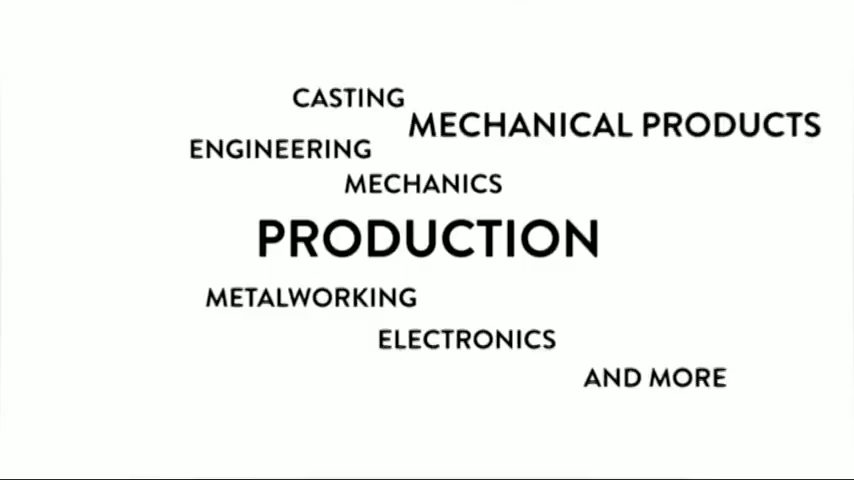 CASTING
MECHANICAL PRODUCTS
ENGINEERING
MECHANICS
PRODUCTION
METALWORKING
ELECTRONICS
AND MORE